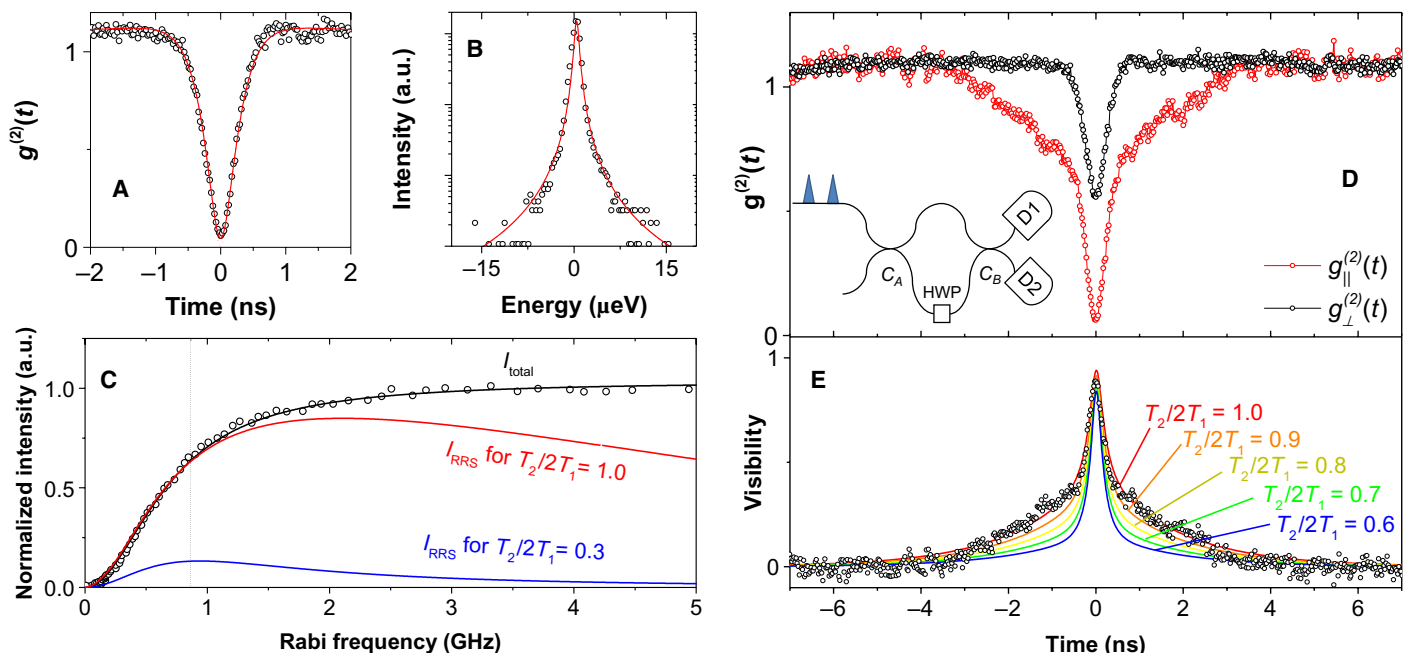 1
g(2)(t)
0
A
−2
−1
0
1
2
Time (ns)
B
Intensity (a.u.)
−15
0
15
Energy (µeV)
C
Normalized intensity (a.u.)
1.0
0.5
0.0
Itotal
IRRS for T2/2T1 = 1.0
IRRS for T2/2T1 = 0.3
0
1
2
3
4
5
Rabi frequency (GHz)
D
g(2)(t)
1
0
CA
HWP
CB
D1
D2
g||(2)(t)
g⊥(2)(t)
E
Visibility
1
0
T2/2T1 = 1.0
T2/2T1 = 0.9
T2/2T1 = 0.8
T2/2T1 = 0.7
T2/2T1 = 0.6
−6
−4
−2
0
2
4
6
Time (ns)